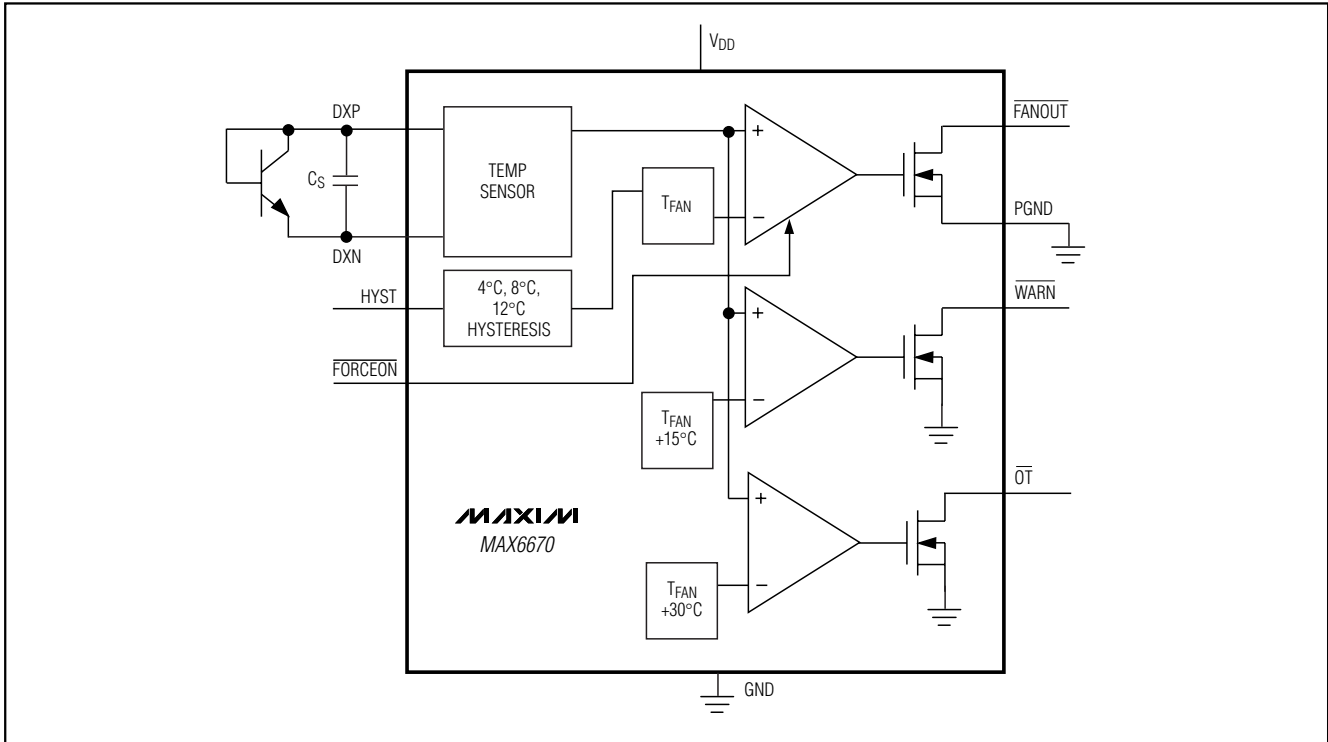 VDD
DXP
FANOUT
TEMP
SENSOR
CS
TFAN
PGND
DXN
HYST
4°C, 8°C,
12°C
HYSTERESIS
WARN
FORCEON
TFAN
+15°C
OT
MAXIM
MAX6670
TFAN
+30°C
GND
+
−
+
−
+
−